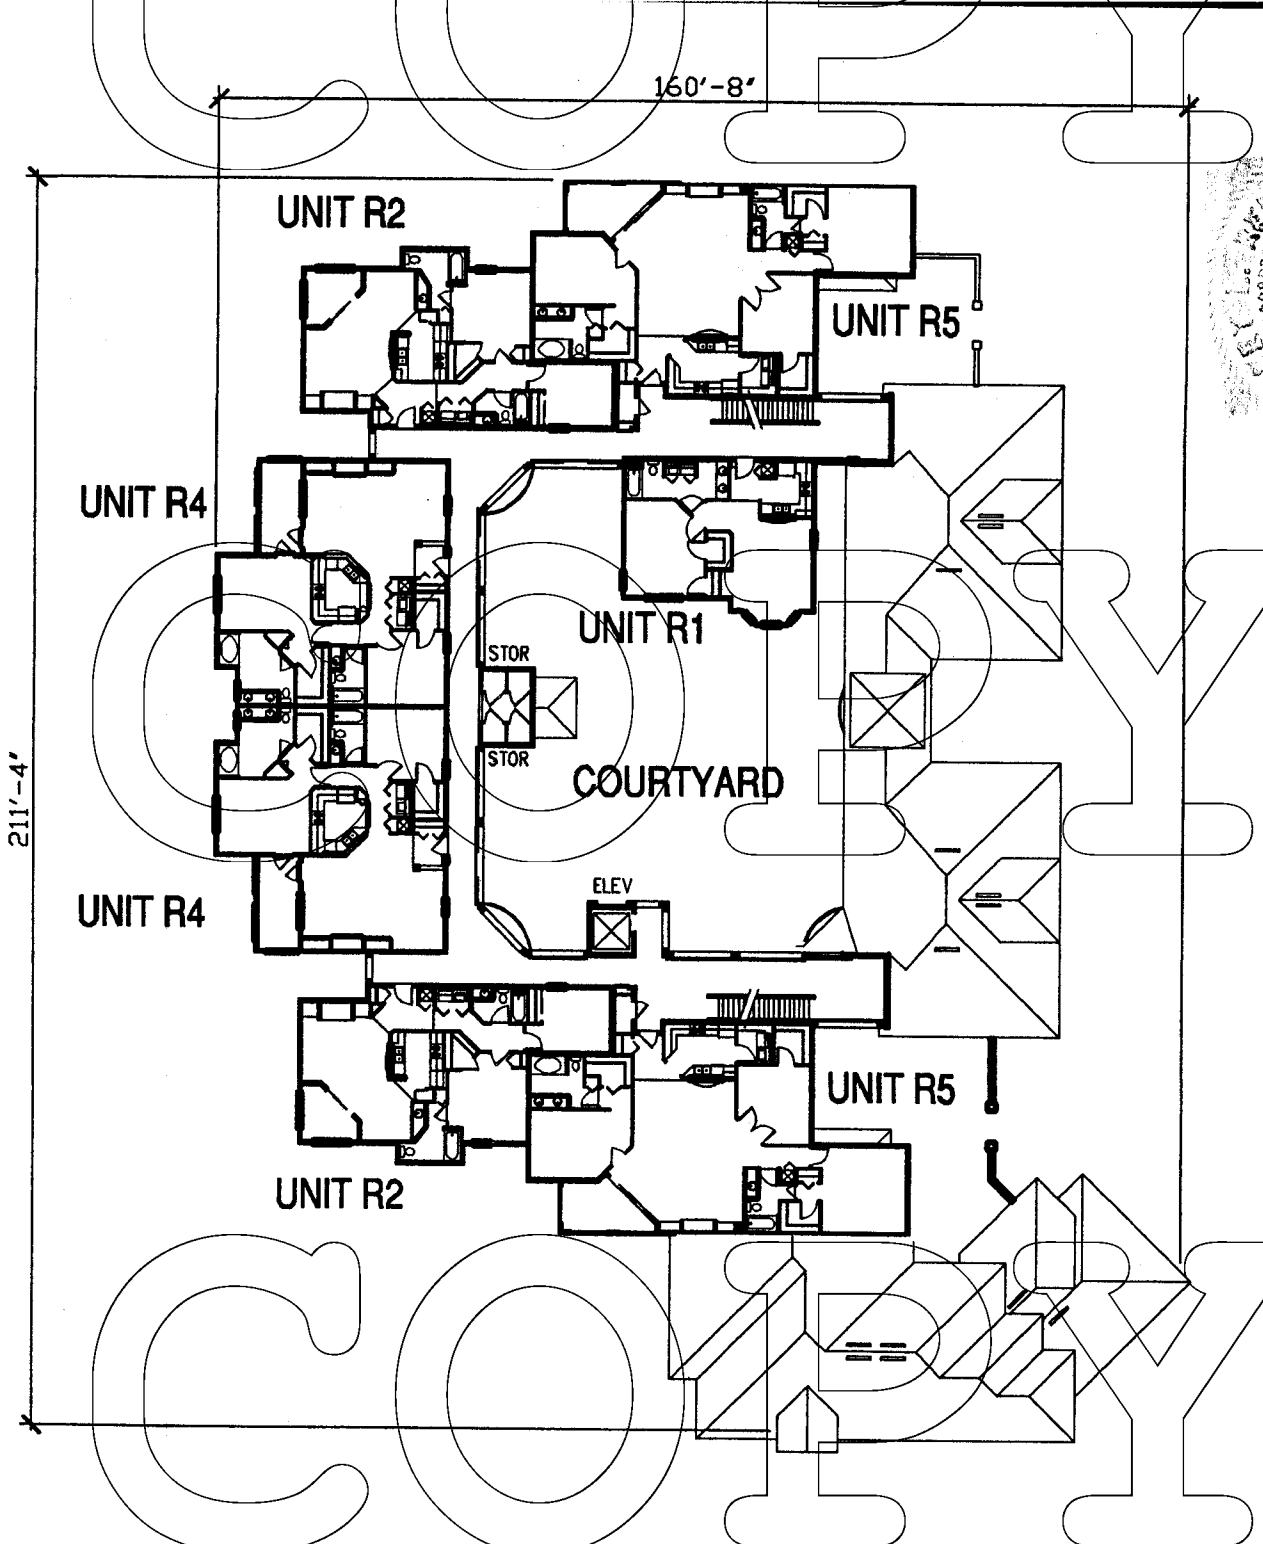 COPY
160'-8"
UNIT R2
UNIT R5
UNIT R4
UNIT R1
STOR
COPY
STOR
COURTYARD
211'-4"
ELEV
UNIT R4
UNIT R5
UNIT R2
COPY